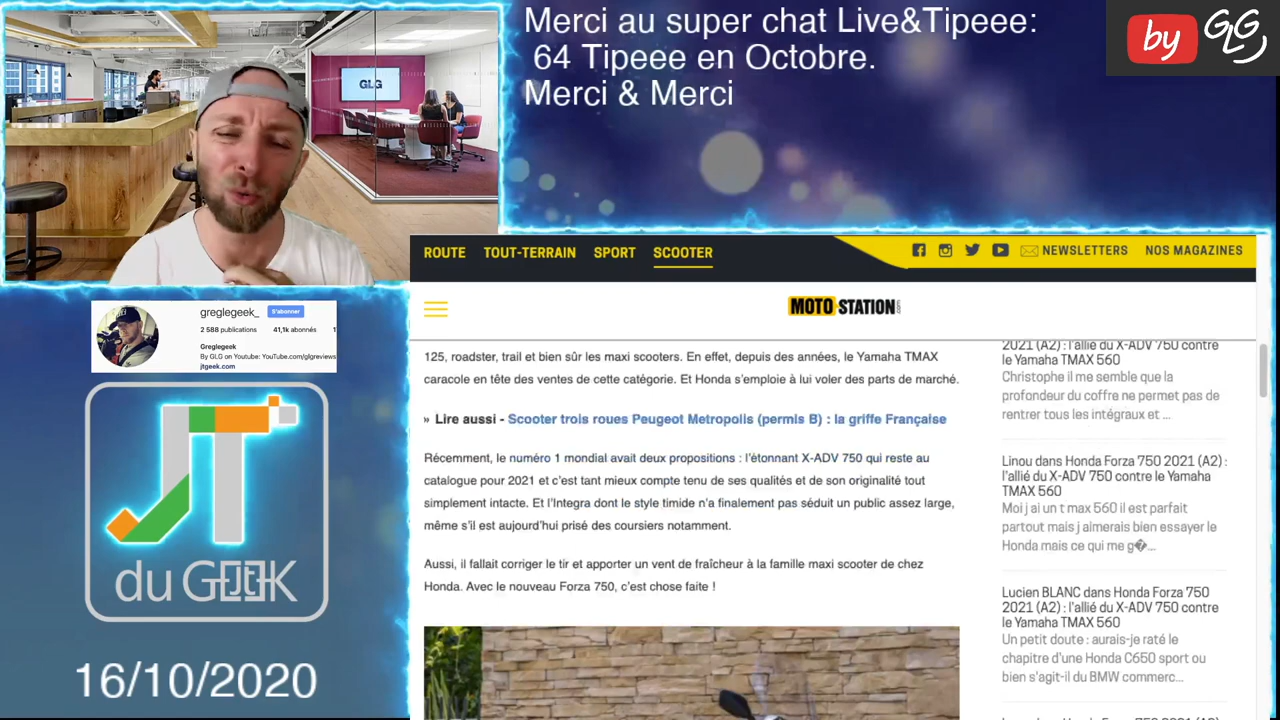 Merci au super chat Live&Tipeee:
64 Tipeee en Octobre.
Merci & Merci
by GLG
GLG
greglegeek_
S'abonner
2 588 publications 41,1k abonnés 1
Greglegeek
By GLG on Youtube: YouTube.com/glgreviews
jtgeek.com
JT
du GEEK
16/10/2020
ROUTE TOUT-TERRAIN SPORT SCOOTER
NEWSLETTERS NOS MAGAZINES
MOTO-STATION
125, roadster, trail et bien sûr les maxi scooters. En effet, depuis des années, le Yamaha TMAX
caracole en tête des ventes de cette catégorie. Et Honda s'emploie à lui voler des parts de marché.
» Lire aussi - Scooter trois roues Peugeot Metropolis (permis B) : la griffe Française
Récemment, le numéro 1 mondial avait deux propositions : l'étonnant X-ADV 750 qui reste au
catalogue pour 2021 et c'est tant mieux compte tenu de ses qualités et de son originalité tout
simplement intacte. Et l'Integra dont le style timide n'a finalement pas séduit un public assez large,
même s'il est aujourd'hui prisé des coursiers notamment.
Aussi, il fallait corriger le tir et apporter un vent de fraîcheur à la famille maxi scooter de chez
Honda. Avec le nouveau Forza 750, c'est chose faite !
2021 (A2) : l'allié du X-ADV 750 contre
le Yamaha TMAX 560
Christophe il me semble que la
profondeur du coffre ne permet pas de
rentrer tous les intégraux et ...
Linou dans Honda Forza 750 2021 (A2) :
l'allié du X-ADV 750 contre le Yamaha
TMAX 560
Moi j ai un t max 560 il est parfait
partout mais j aimerais bien essayer le
Honda mais ce qui me g�...
Lucien BLANC dans Honda Forza 750
2021 (A2) : l'allié du X-ADV 750 contre
le Yamaha TMAX 560
Un petit doute : aurais-je raté le
chapitre d'une Honda C650 sport ou
bien s'agit-il du BMW commerc...